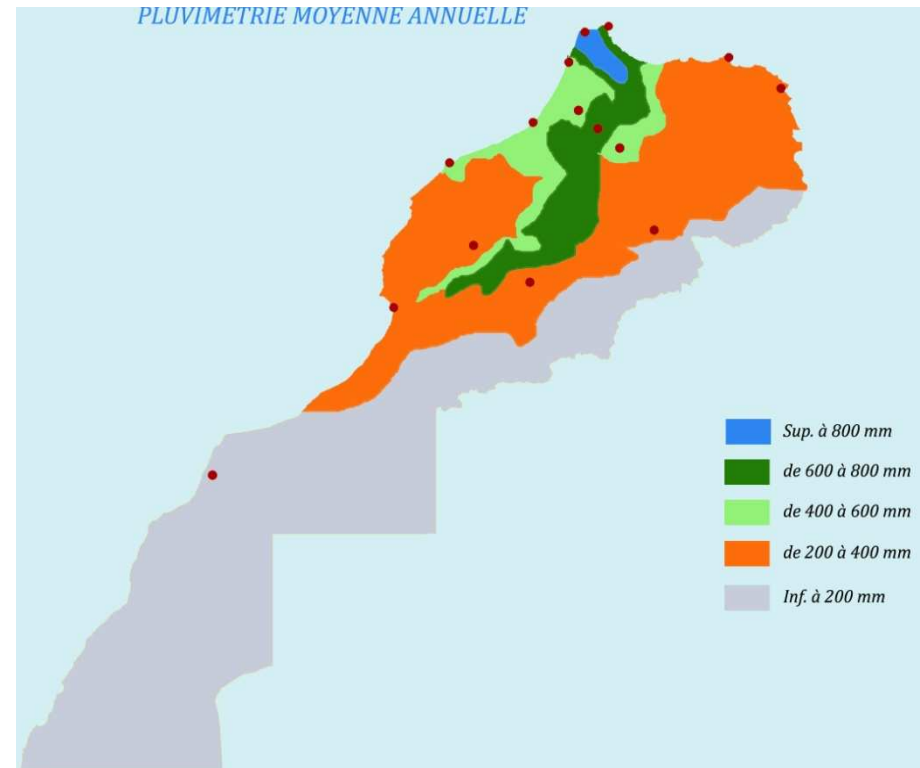 PLUVIMETRIE MOYENNE ANNUELLE
Sup. à 800 mm
de 600 à 800 mm
de 400 à 600 mm
de 200 à 400 mm
Inf. à 200 mm